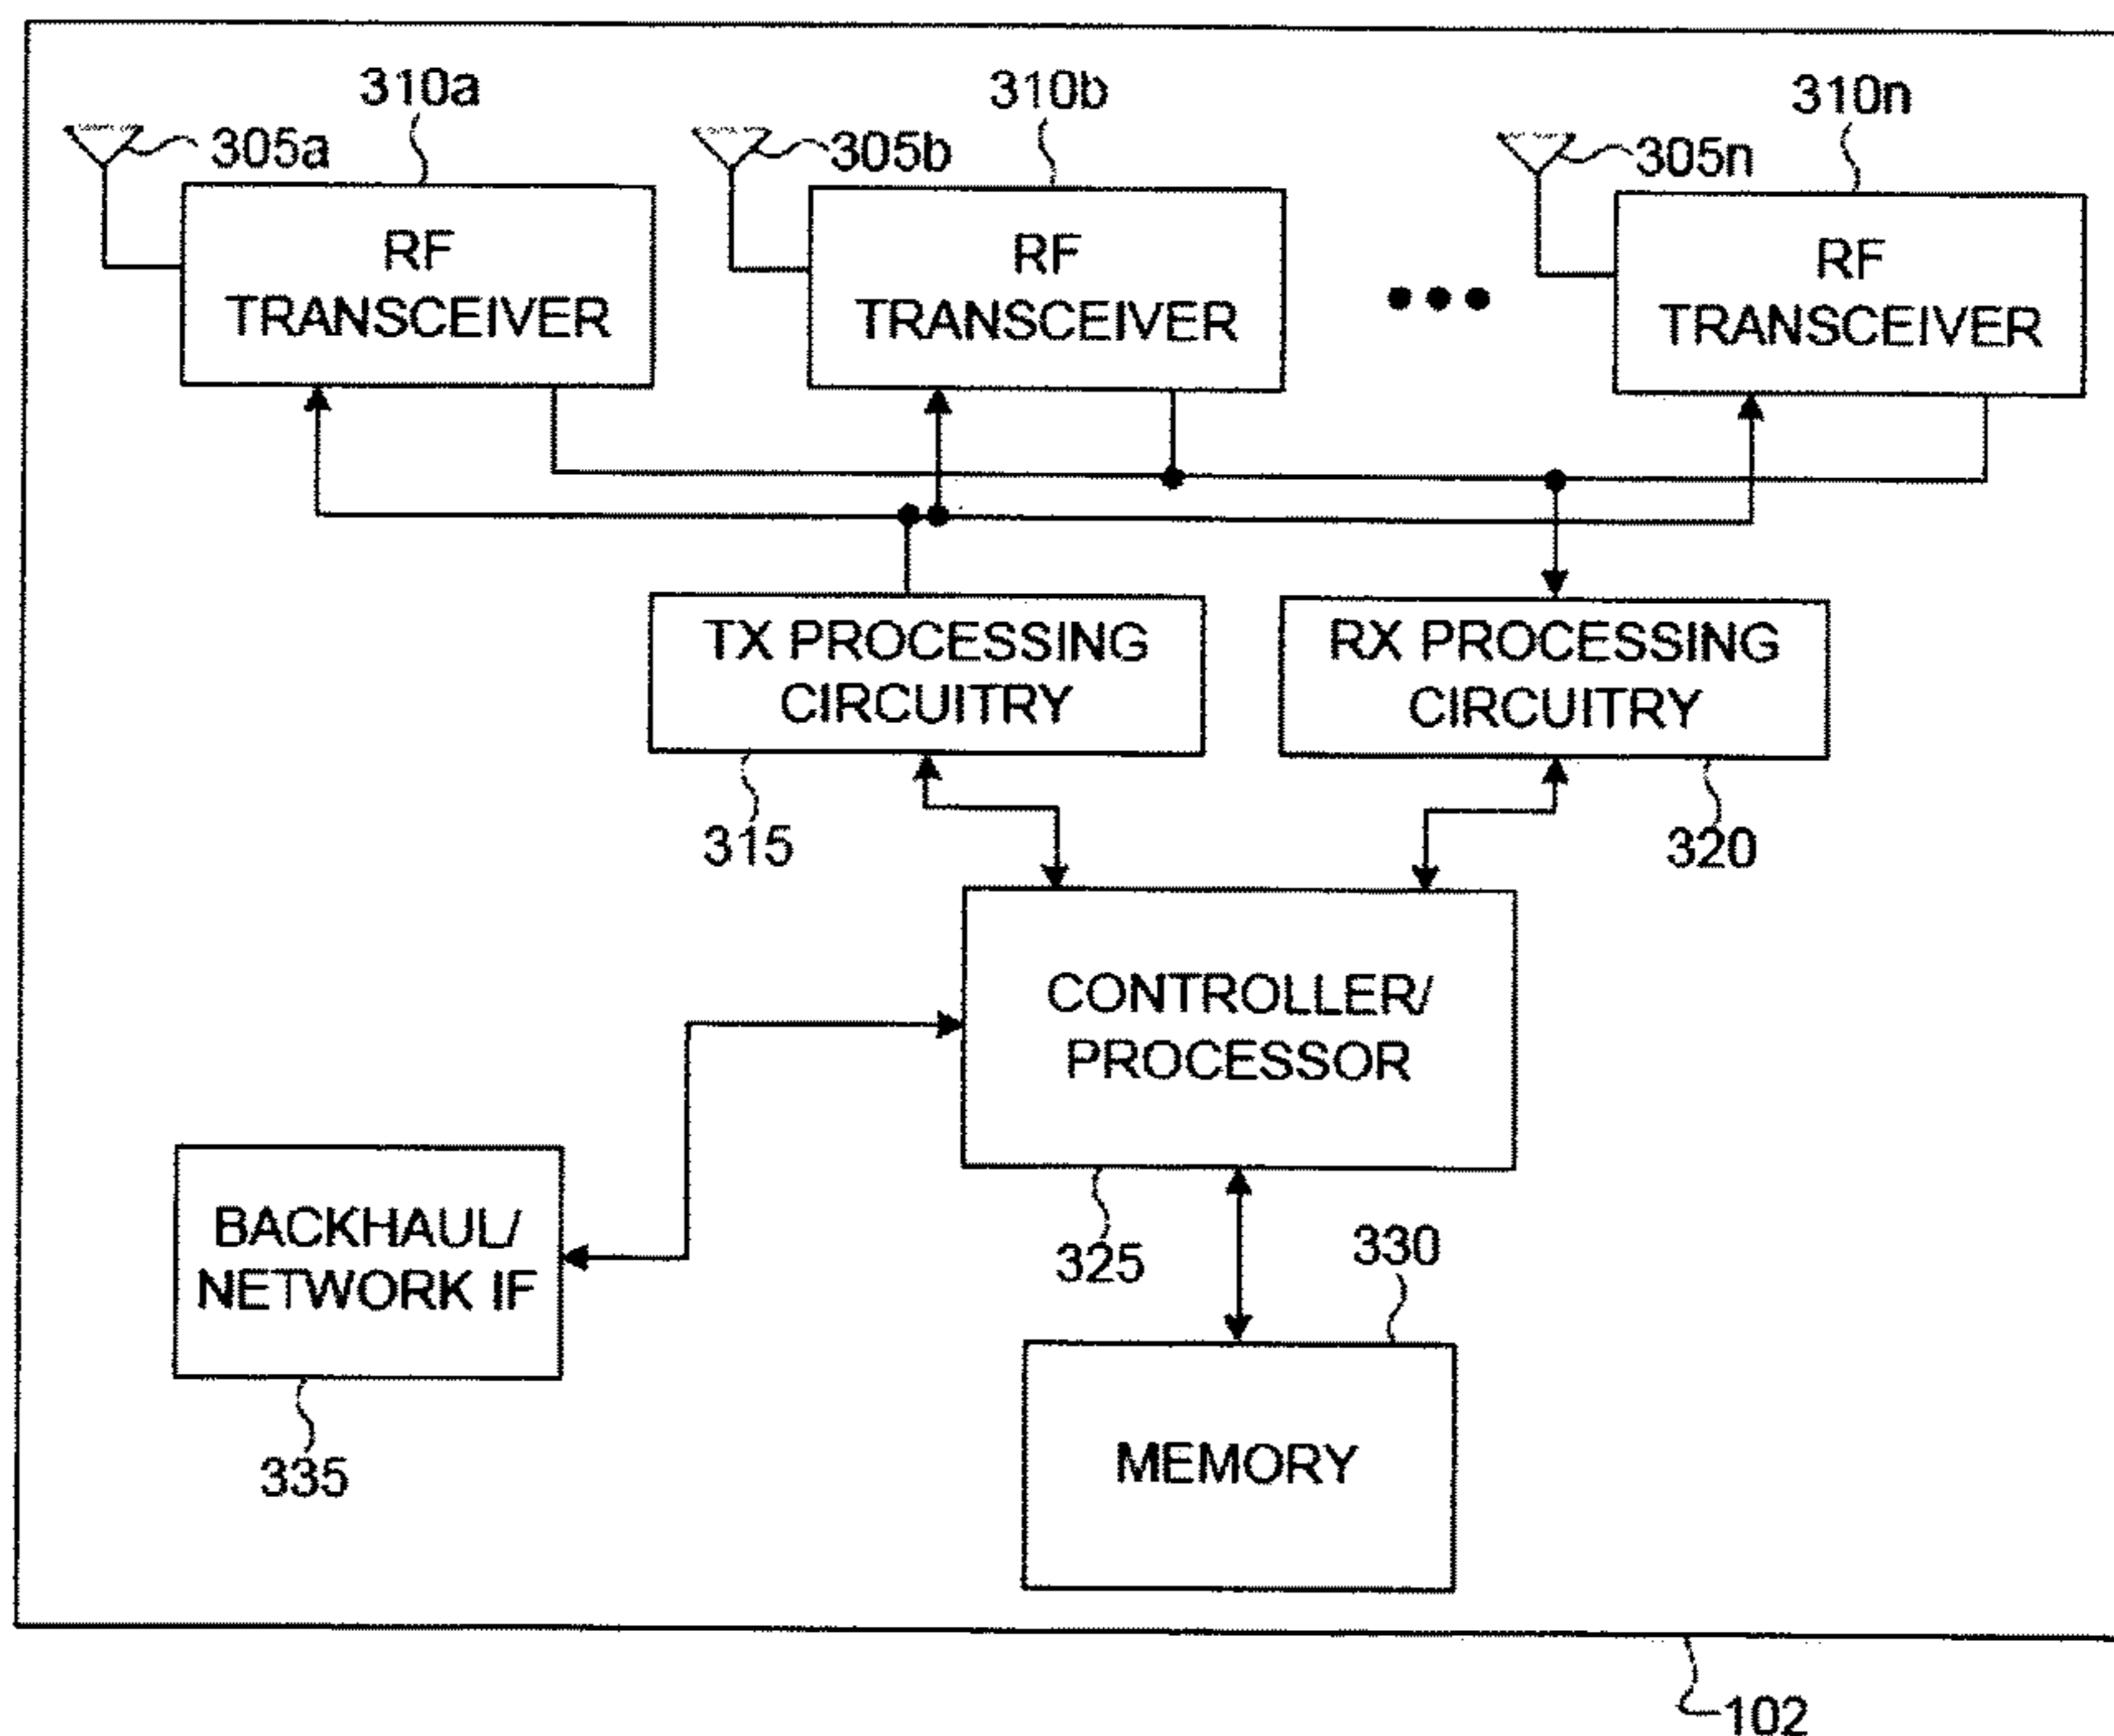 310a
310b
310n
305a
305b
305n
RF
TRANSCEIVER
RF
TRANSCEIVER
RF
TRANSCEIVER
TX PROCESSING
CIRCUITRY
RX PROCESSING
CIRCUITRY
315
320
CONTROLLER/
PROCESSOR
BACKHAUL/
NETWORK IF
325
330
335
MEMORY
102